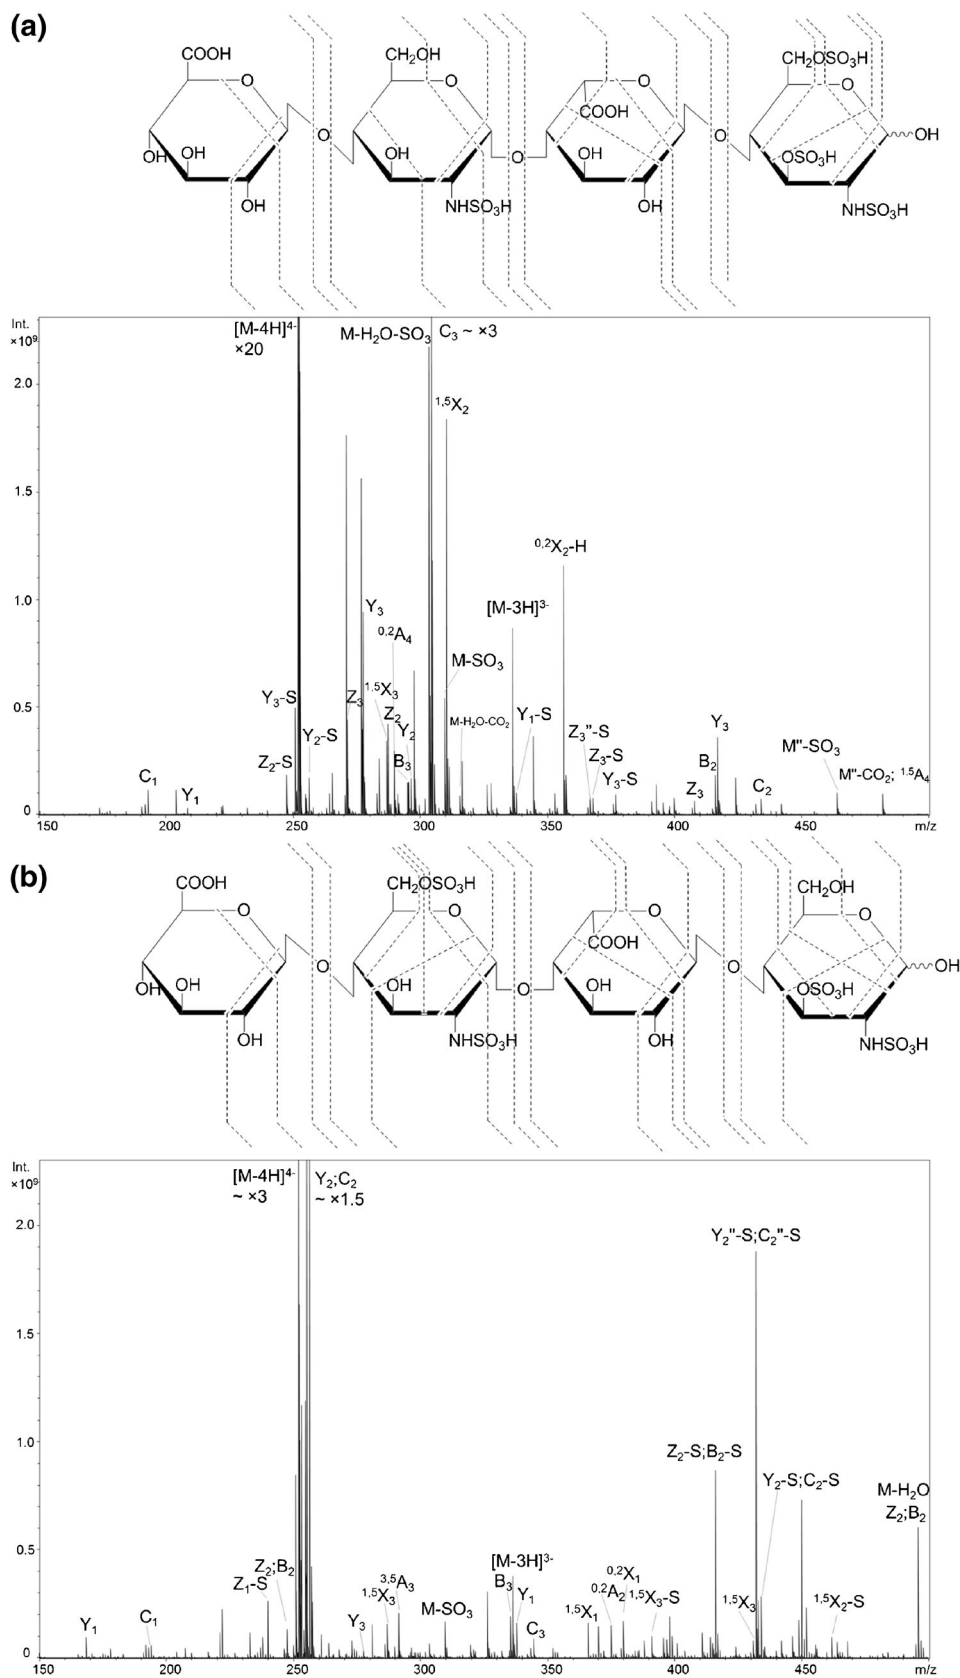 (a)
COOH
O
OH
OH
OH
O
CH₂OH
O
OH
NHSO₃H
O
O
COOH
OH
OH
O
CH₂OSO₃H
O
OSO₃H
OH
NHSO₃H
Int.
×10⁹
2.0
1.5
1.0
0.5
0
[M-4H]⁴⁻
×20
M-H₂O-SO₃
C₃ ~ ×3
¹,⁵X₂
⁰,²X₂-H
[M-3H]³⁻
Y₃
⁰,²A₄
M-SO₃
Y₃-S
Z₃
¹,⁵X₃
M-H₂O-CO₂
Y₁-S
Z₂
Y₂
Y₂-S
Z₃''-S
Y₃
M''-SO₃
Z₂-S
B₃
Z₃-S
B₂
M''-CO₂; ¹,⁵A₄
C₁
Y₁
Y₃-S
Z₃
C₂
150
200
250
300
350
400
450
m/z
(b)
COOH
O
OH
OH
OH
O
CH₂OSO₃H
O
OH
NHSO₃H
O
O
COOH
OH
OH
O
CH₂OH
O
OSO₃H
OH
NHSO₃H
Int.
×10⁹
2.0
1.5
1.0
0.5
0
[M-4H]⁴⁻
~ ×3
Y₂;C₂
~ ×1.5
Y₂''-S;C₂''-S
Z₂-S;B₂-S
Y₂-S;C₂-S
M-H₂O
Z₂;B₂
Z₂;B₂
Z₁-S
¹,⁵X₃
³,⁵A₃
[M-3H]³⁻
B₃
Y₁
⁰,²X₁
⁰,²A₂
¹,⁵X₃-S
¹,⁵X₁
¹,⁵X₃
¹,⁵X₂-S
Y₁
C₁
Y₃
M-SO₃
C₃
150
200
250
300
350
400
450
m/z